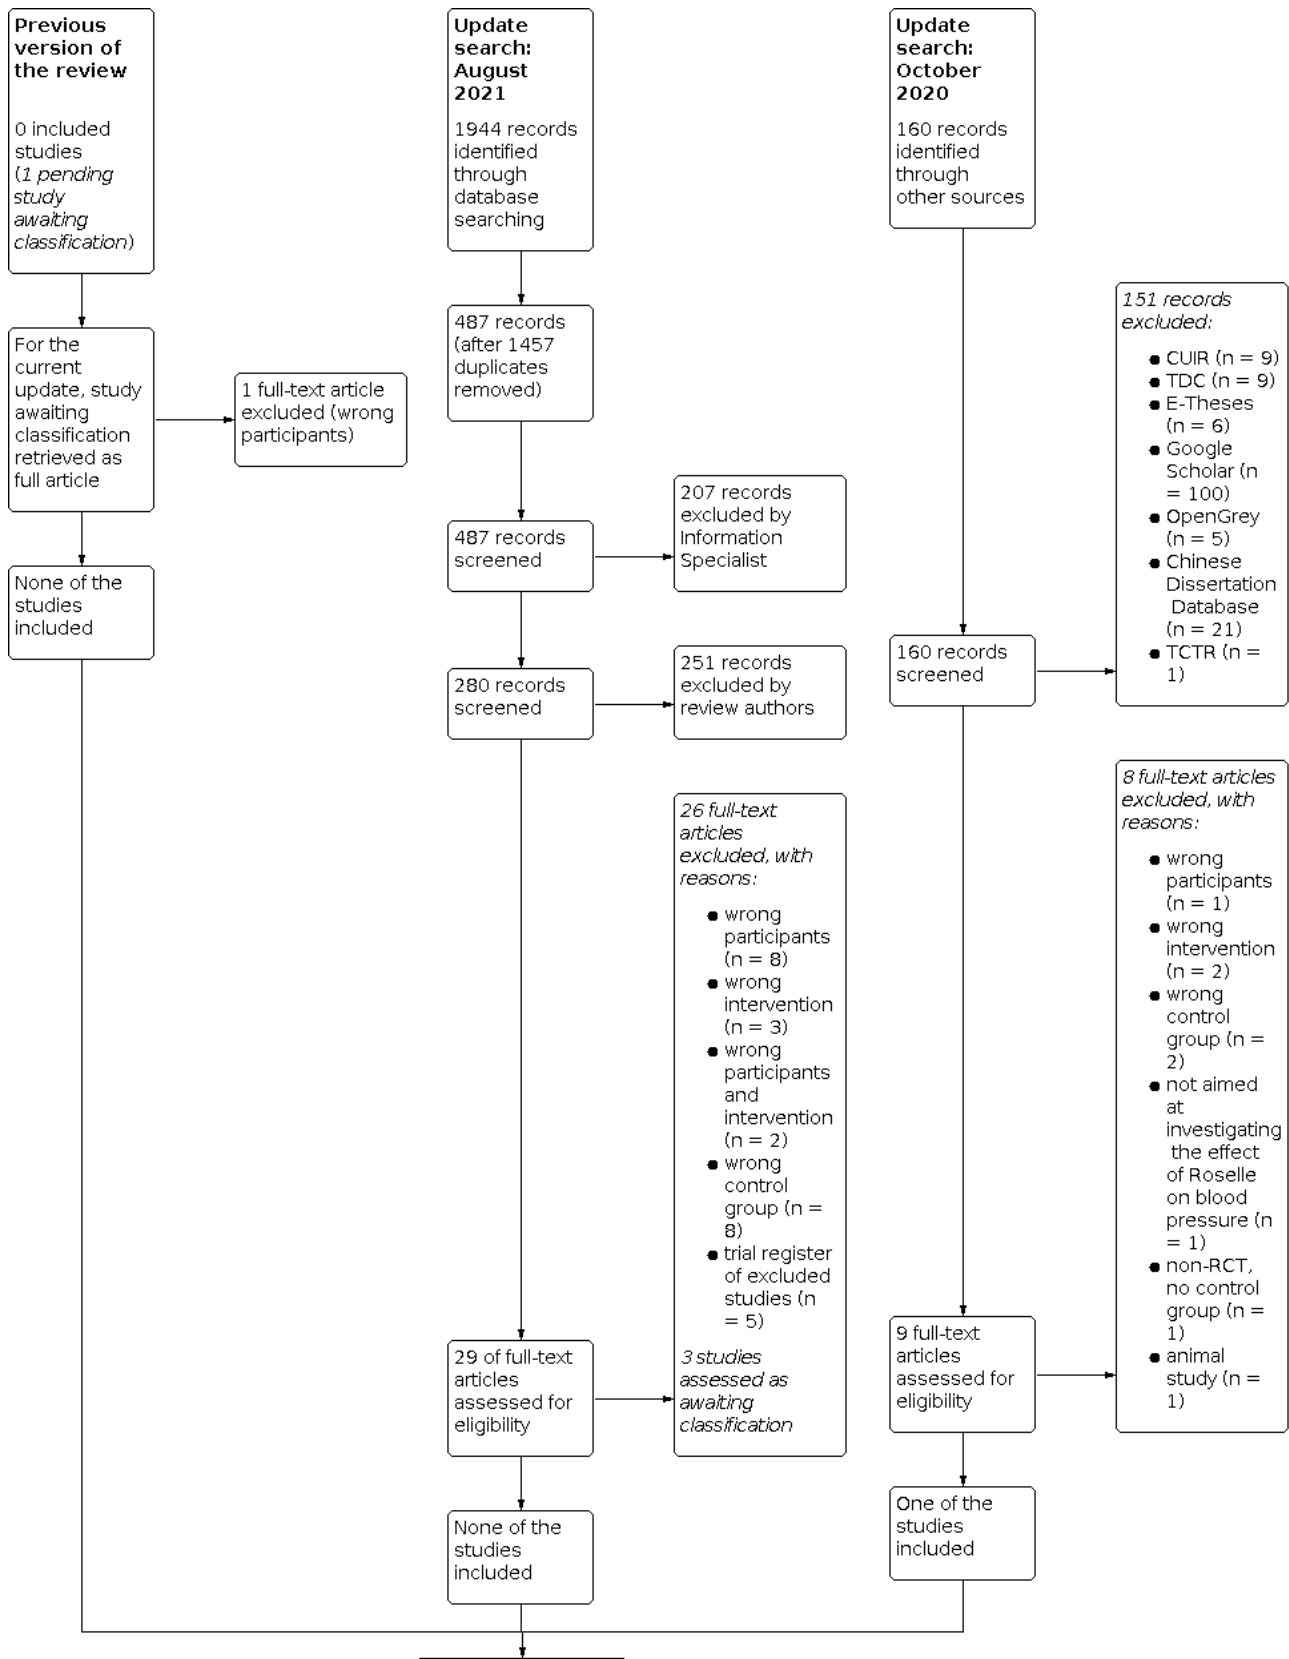 Previous
version of
the review
0 included
studies
(1 pending
study
awaiting
classification)
For the
current
update, study
awaiting
classification
retrieved as
full article
1 full-text article
excluded (wrong
participants)
None of the
studies
included
Update
search:
August
2021
1944 records
identified
through
database
searching
487 records
(after 1457
duplicates
removed)
487 records
screened
207 records
excluded by
Information
Specialist
280 records
screened
251 records
excluded by
review authors
29 of full-text
articles
assessed for
eligibility
26 full-text
articles
excluded, with
reasons:
● wrong
participants
(n = 8)
● wrong
intervention
(n = 3)
● wrong
participants
and
intervention
(n = 2)
● wrong
control
group (n =
8)
● trial register
of excluded
studies (n
= 5)
3 studies
assessed as
awaiting
classification
None of the
studies
included
Update
search:
October
2020
160 records
identified
through
other sources
160 records
screened
151 records
excluded:
● CUIR (n = 9)
● TDC (n = 9)
● E-Theses
(n = 6)
● Google
Scholar (n
= 100)
● OpenGrey
(n = 5)
● Chinese
Dissertation
Database
(n = 21)
● TCTR (n =
1)
9 full-text
articles
assessed for
eligibility
8 full-text articles
excluded, with
reasons:
● wrong
participants
(n = 1)
● wrong
intervention
(n = 2)
● wrong
control
group (n =
2)
● not aimed
at
investigating
the effect
of Roselle
on blood
pressure (n
= 1)
● non-RCT,
no control
group (n =
1)
● animal
study (n =
1)
One of the
studies
included